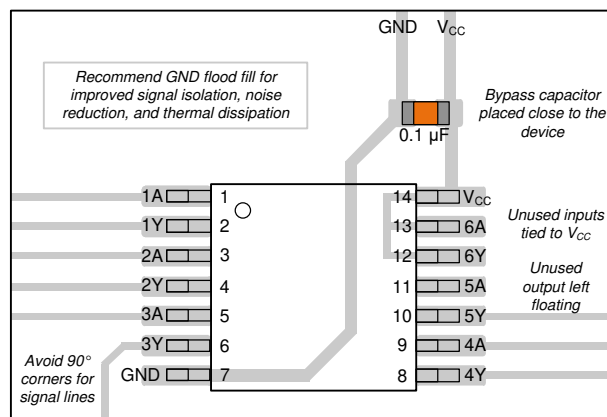 GND VCC
Recommend GND flood fill for
improved signal isolation, noise
reduction, and thermal dissipation
Bypass capacitor
placed close to the
device
0.1 µF
1A 1 14 VCC
1Y 2 13 6A
2A 3 12 6Y
2Y 4 11 5A
3A 5 10 5Y
3Y 6 9 4A
GND 7 8 4Y
Unused inputs
tied to VCC
Unused
output left
floating
Avoid 90°
corners for
signal lines